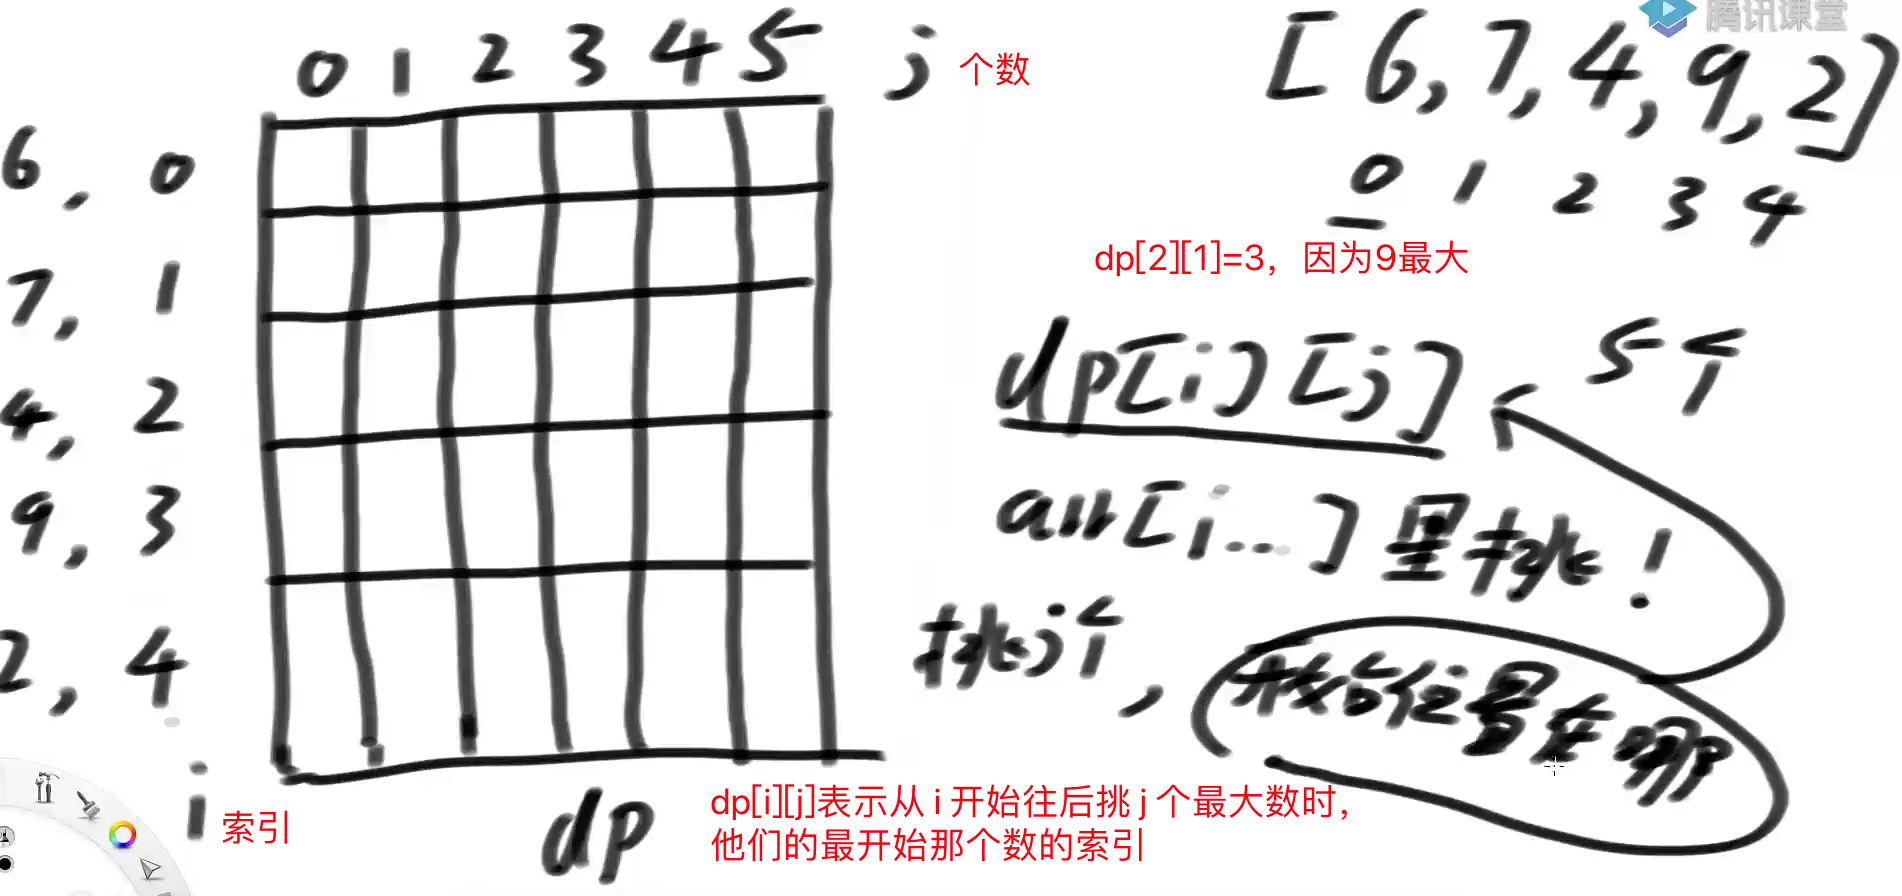 腾讯课堂
0 1 2 3 4 5 j 个数
[6,7,4,9,2]
0 1 2 3 4
6, 0
7, 1
4, 2
9, 3
2, 4
i 索引
dp[2][1]=3，因为9最大
dp[i][j] 5个
arr[i...]里挑！
挑j个，
开始位置在哪
dp
dp[i][j]表示从 i 开始往后挑 j 个最大数时，
他们的最开始那个数的索引